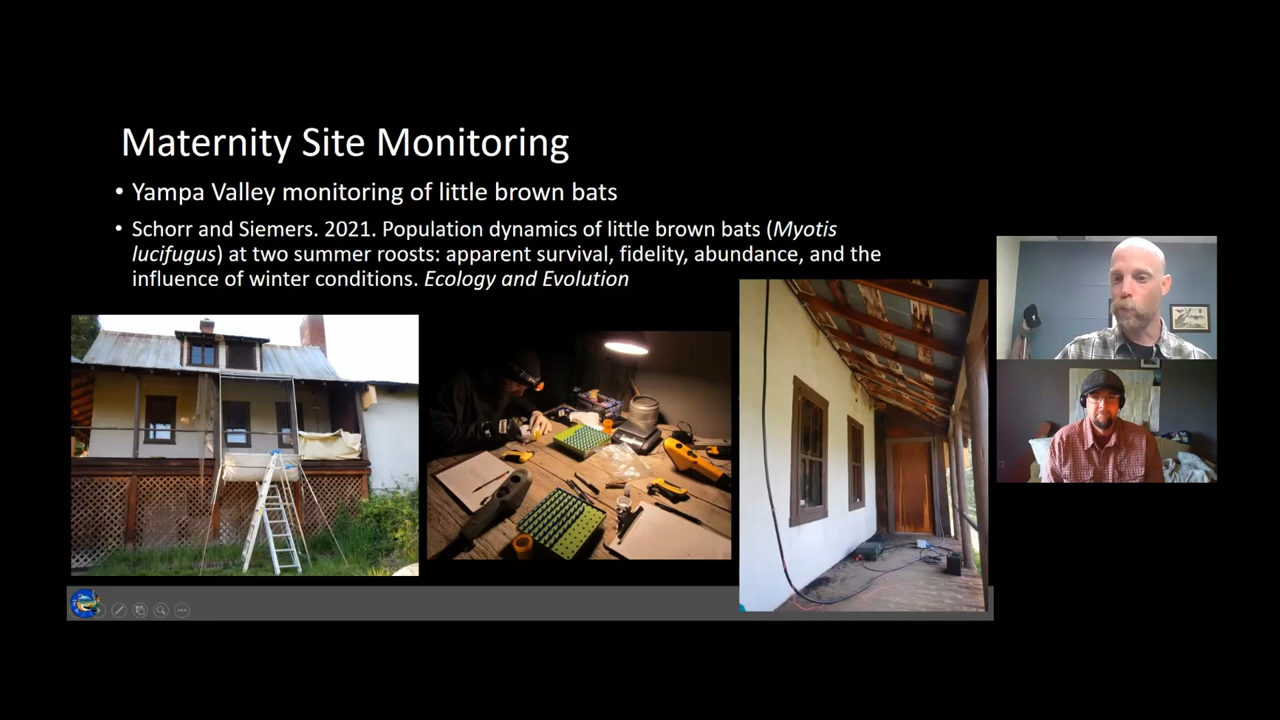 Maternity Site Monitoring
• Yampa Valley monitoring of little brown bats
• Schorr and Siemers. 2021. Population dynamics of little brown bats (Myotis
lucifugus) at two summer roosts: apparent survival, fidelity, abundance, and the
influence of winter conditions. Ecology and Evolution